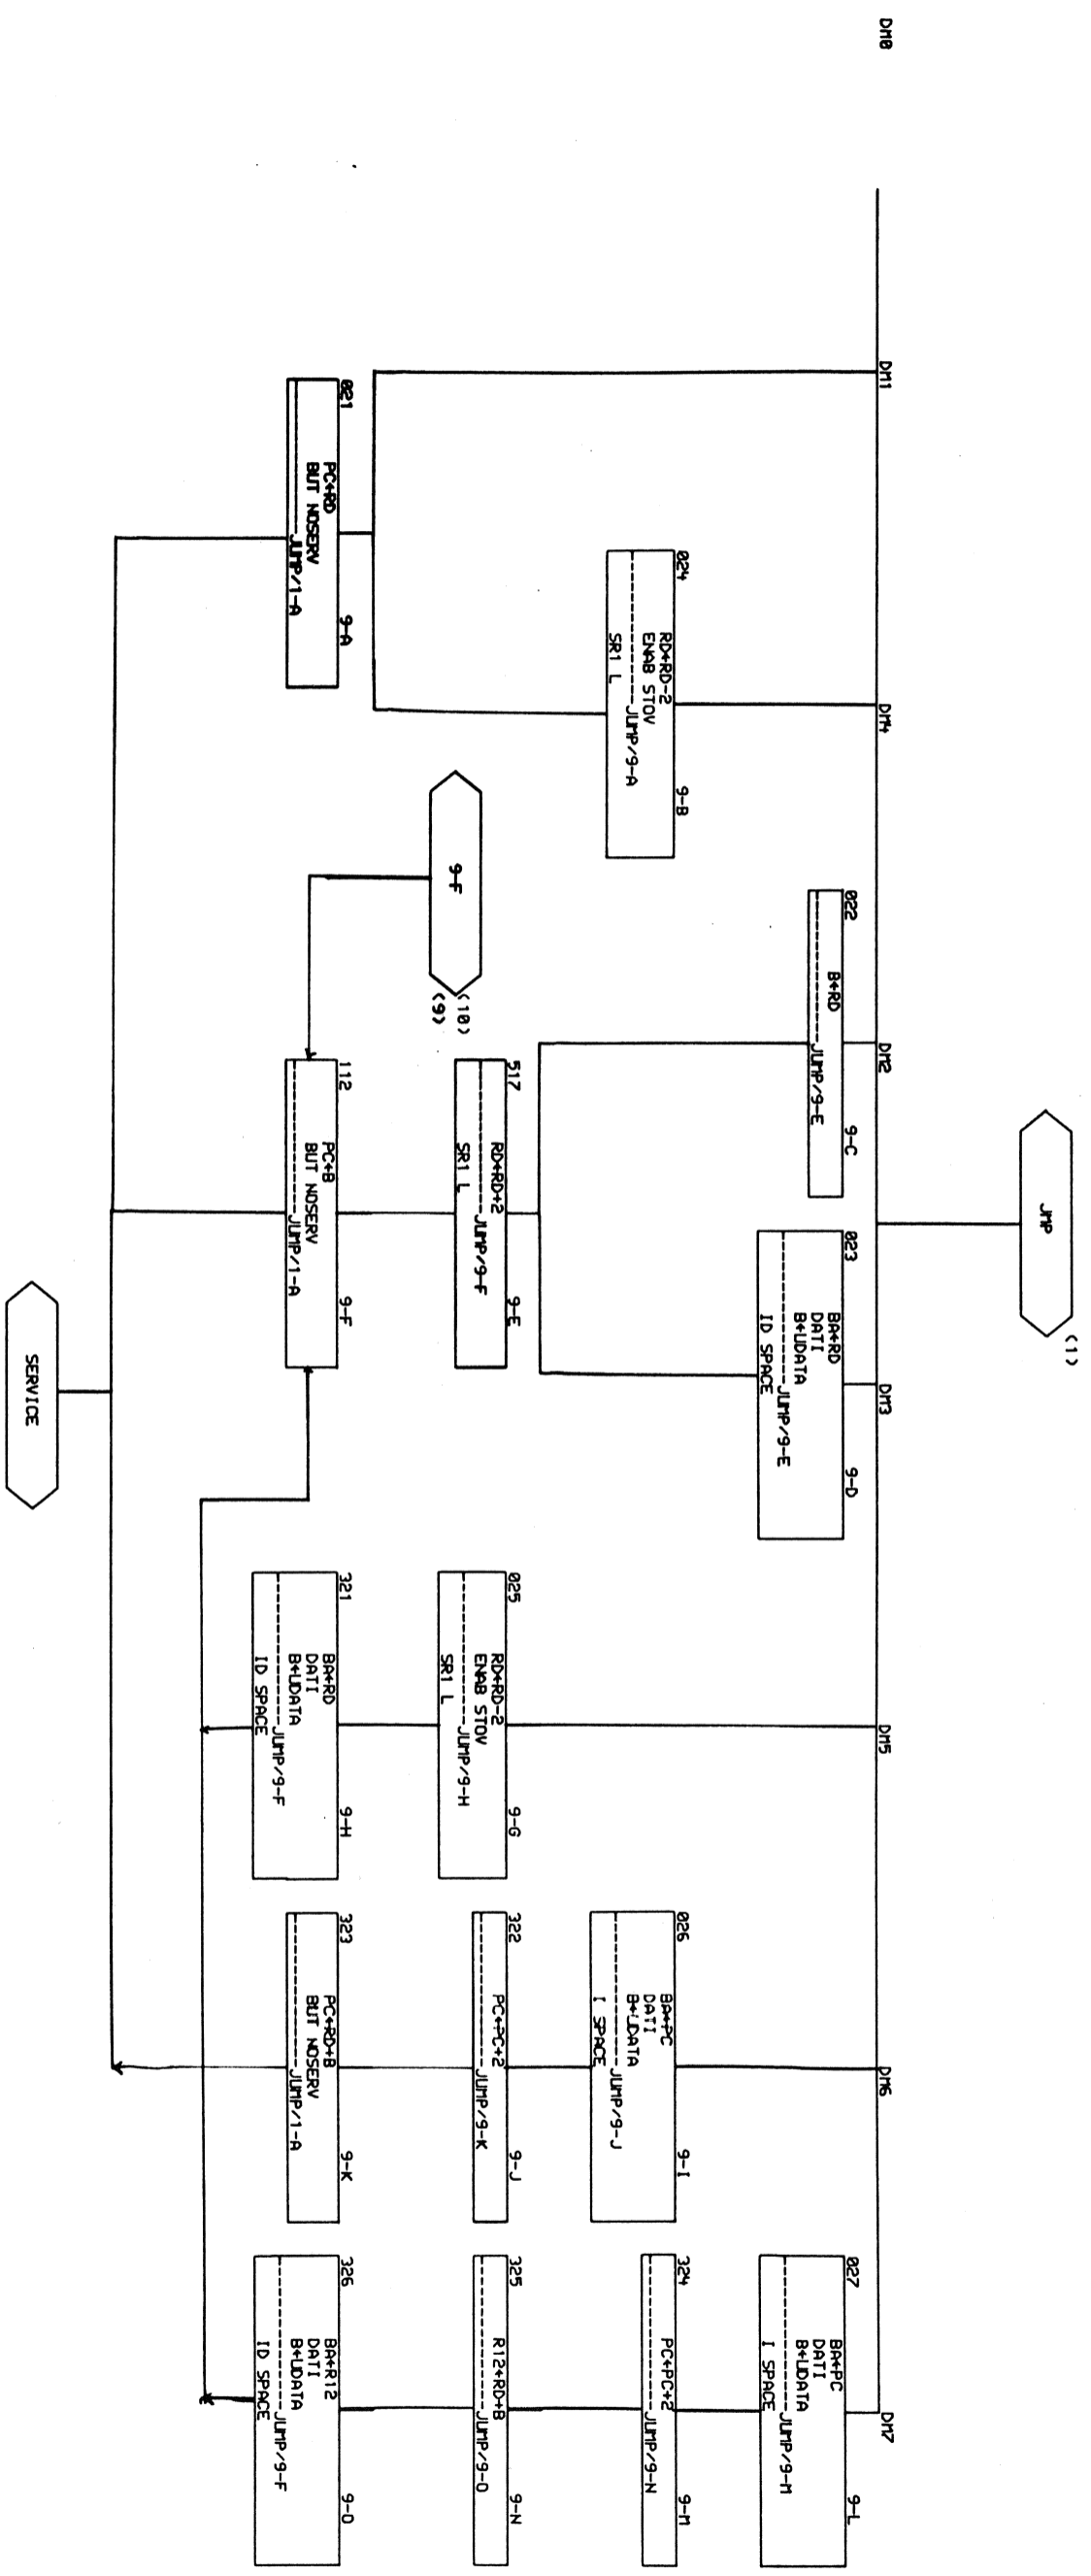 JMP
(1)
DM0
DM1
DM4
DM2
DM3
DM5
DM6
DM7
022
9-C
B←RD
--------------JUMP/9-E
023
9-D
BA←RD
DATI
B←UDATA
--------------JUMP/9-E
ID SPACE
027
9-L
BA←PC
DATI
B←UDATA
--------------JUMP/9-M
I SPACE
024
9-B
RD←RD-2
ENAB STOV
--------------JUMP/9-A
SR1 L
026
9-I
BA←PC
DATI
B←UDATA
--------------JUMP/9-J
I SPACE
324
9-M
PC←PC+2
--------------JUMP/9-N
517
9-E
RD←RD+2
--------------JUMP/9-F
SR1 L
025
9-G
RD←RD-2
ENAB STOV
--------------JUMP/9-H
SR1 L
322
9-J
PC←PC+2
--------------JUMP/9-K
325
9-N
R12←RD+B
--------------JUMP/9-O
9-F
(10)
(9)
021
9-A
PC←RD
BUT NOSERV
--------------JUMP/1-A
112
9-F
PC←B
BUT NOSERV
--------------JUMP/1-A
321
9-H
BA←RD
DATI
B←UDATA
--------------JUMP/9-F
ID SPACE
323
9-K
PC←RD+B
BUT NOSERV
--------------JUMP/1-A
326
9-O
BA←R12
DATI
B←UDATA
--------------JUMP/9-F
ID SPACE
SERVICE